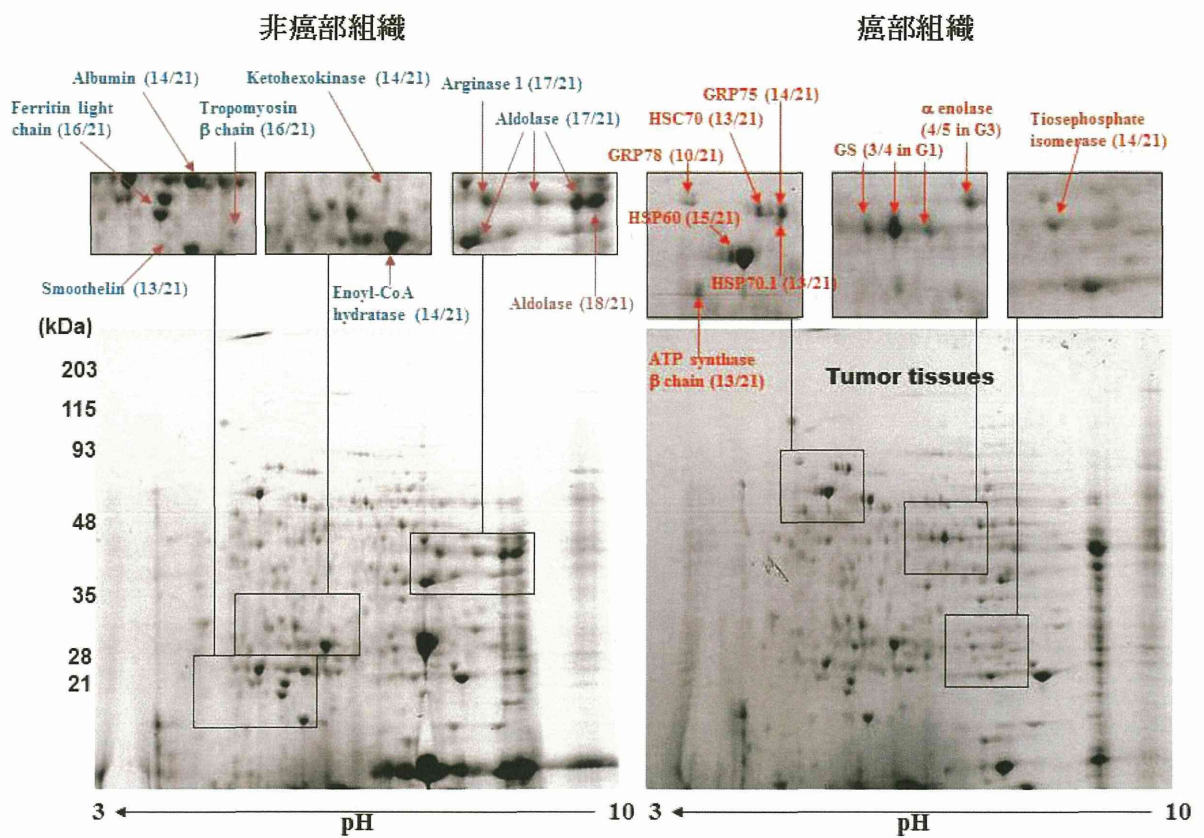 非癌部組織
癌部組織
Albumin (14/21)
Ketohexokinase (14/21)
Ferritin light
chain (16/21)
Tropomyosin
β chain (16/21)
Arginase 1 (17/21)
Aldolase (17/21)
Smoothelin (13/21)
Enoyl-CoA
hydratase (14/21)
Aldolase (18/21)
GRP75 (14/21)
HSC70 (13/21)
GRP78 (10/21)
α enolase
(4/5 in G3)
GS (3/4 in G1)
Tiosephosphate
isomerase (14/21)
HSP60 (15/21)
HSP70.1 (13/21)
ATP synthase
β chain (13/21)
Tumor tissues
(kDa)
203
115
93
48
35
28
21
3 pH 10
3 pH 10